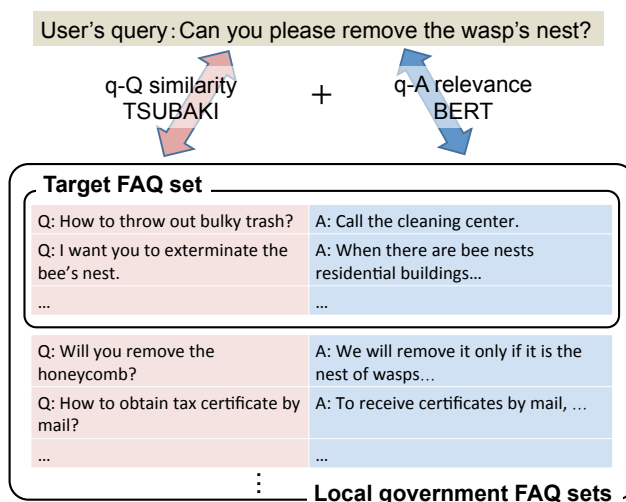 User's query：Can you please remove the wasp's nest?
q-Q similarity
TSUBAKI
+
q-A relevance
BERT
Target FAQ set
Q: How to throw out bulky trash?
A: Call the cleaning center.
Q: I want you to exterminate the
bee's nest.
A: When there are bee nests
residential buildings…
…
…
Q: Will you remove the
honeycomb?
A: We will remove it only if it is the
nest of wasps…
Q: How to obtain tax certificate by
mail?
A: To receive certificates by mail, …
…
…
⋮
Local government FAQ sets